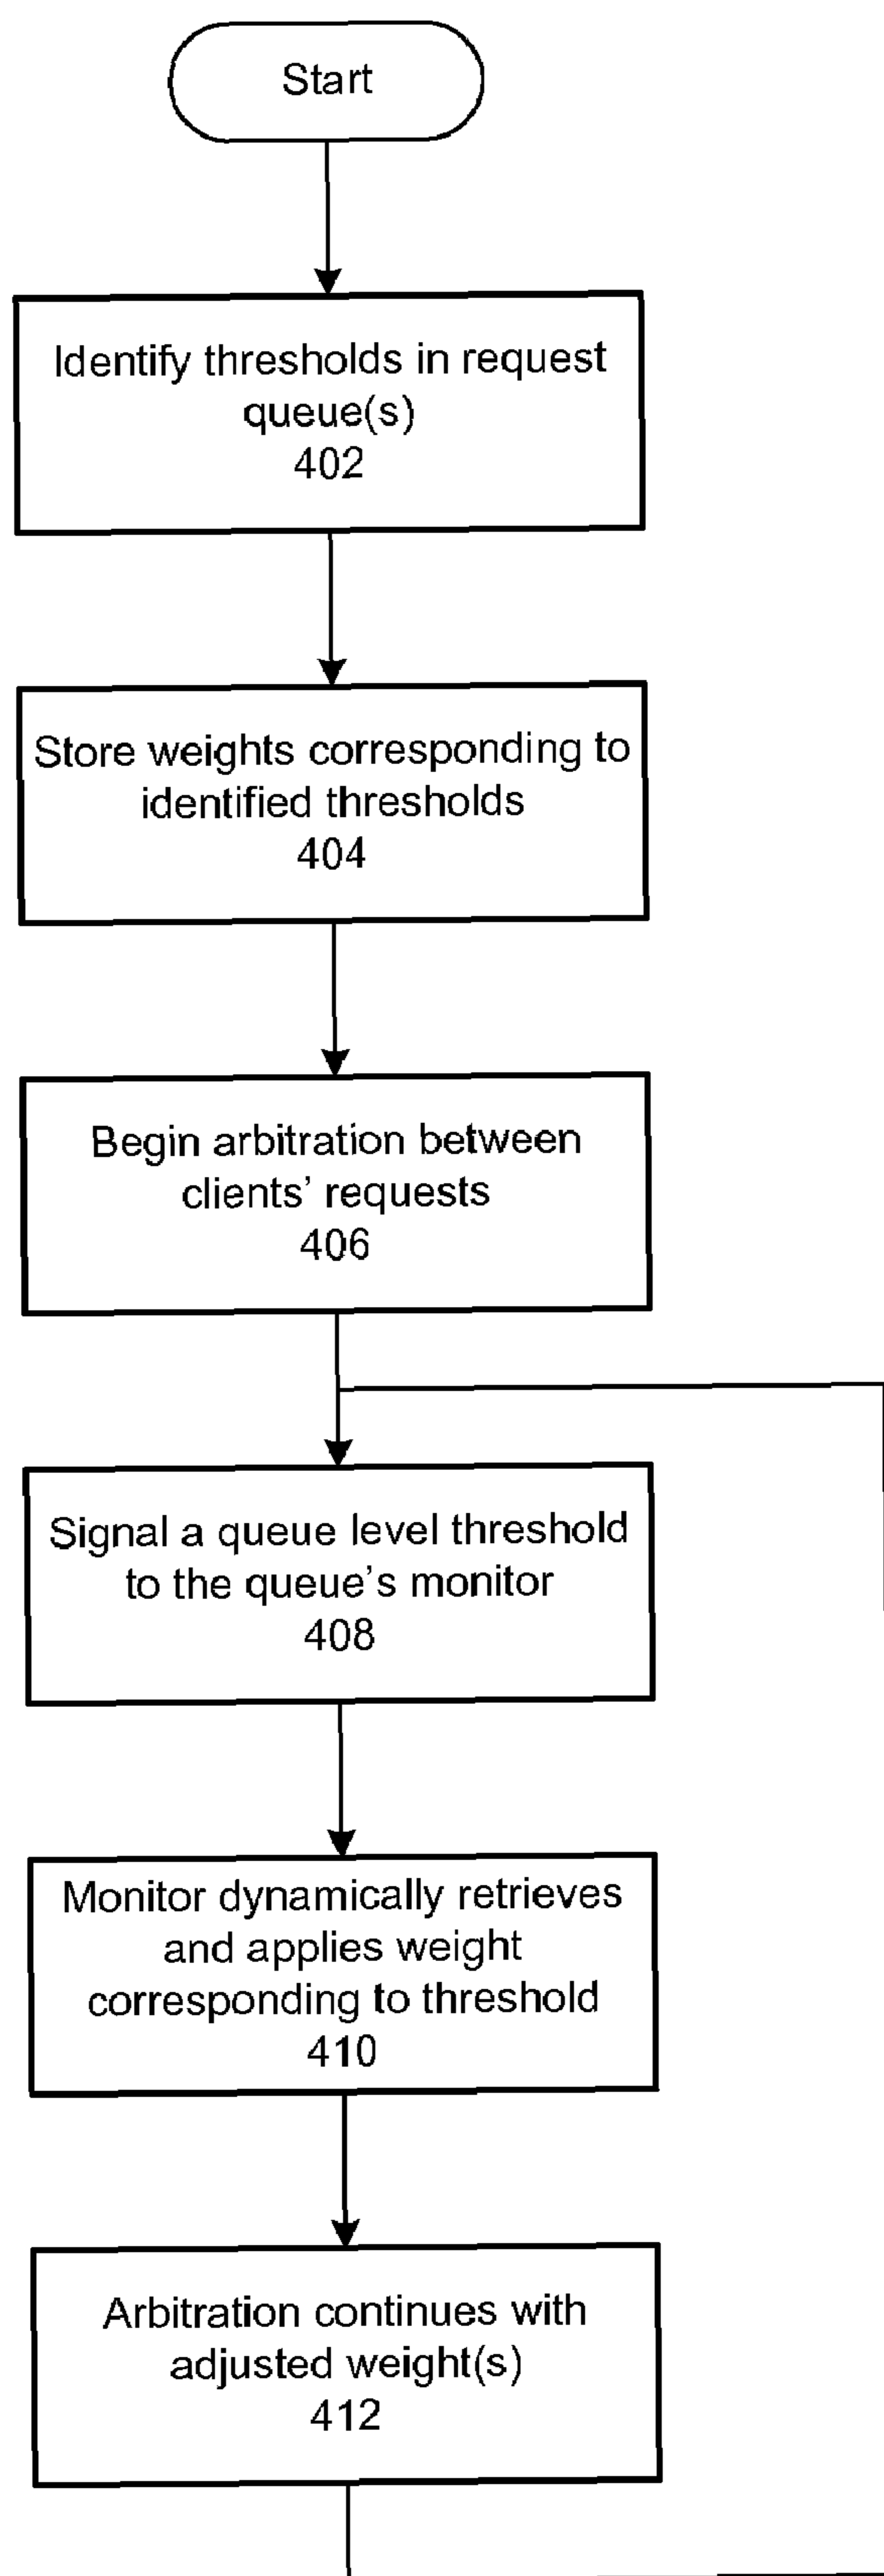 Start
Identify thresholds in request
queue(s)
402
Store weights corresponding to
identified thresholds
404
Begin arbitration between
clients’ requests
406
Signal a queue level threshold
to the queue’s monitor
408
Monitor dynamically retrieves
and applies weight
corresponding to threshold
410
Arbitration continues with
adjusted weight(s)
412